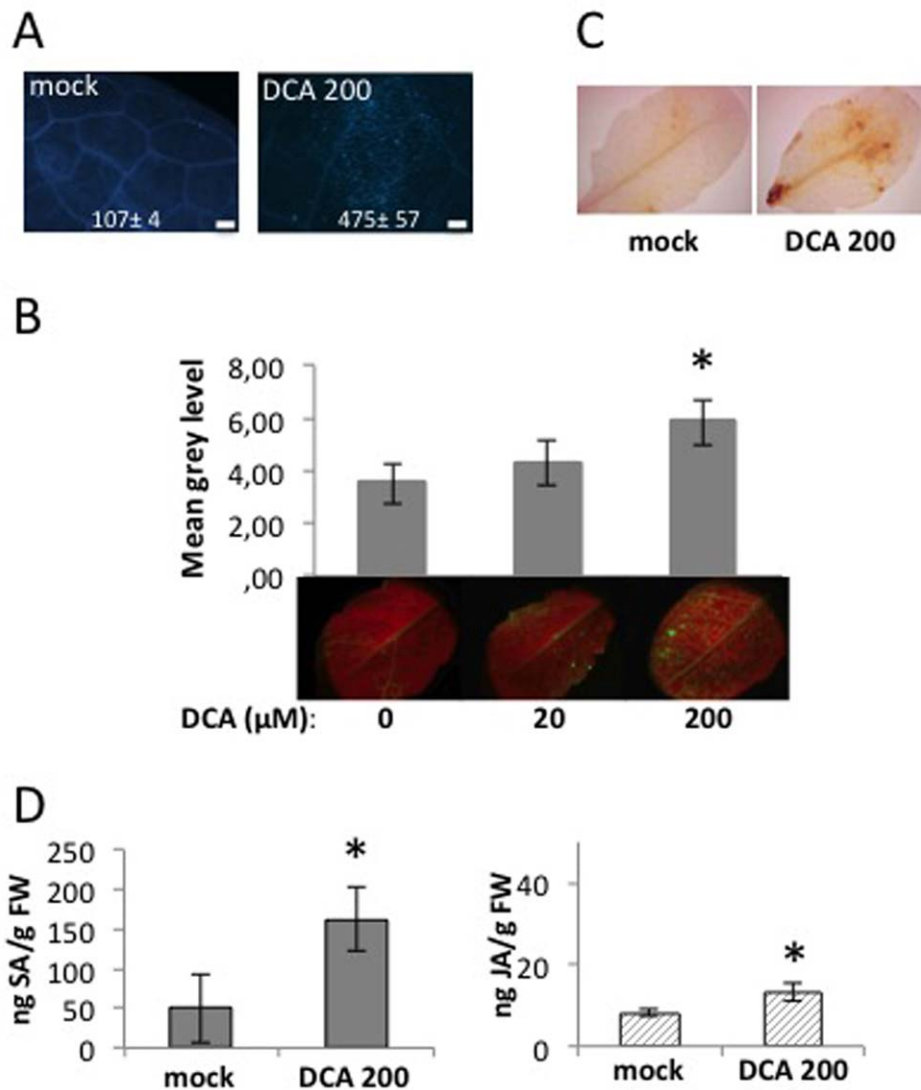 A
mock
107± 4
DCA 200
475± 57
C
mock
DCA 200
B
Mean grey level
8,00
6,00
4,00
2,00
,00
*
DCA (µM):
0
20
200
D
ng SA/g FW
250
200
150
100
50
0
*
mock
DCA 200
ng JA/g FW
40
20
0
*
mock
DCA 200